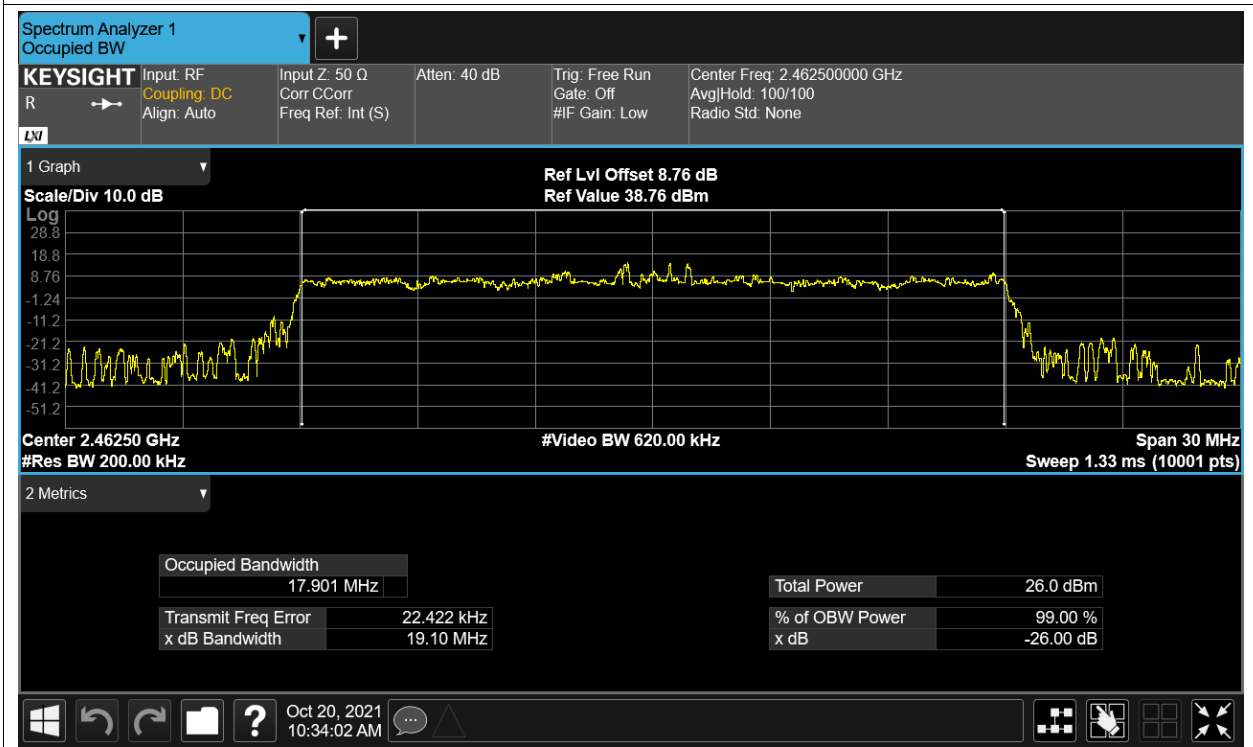 Spectrum Analyzer 1
Occupied BW
+
KEYSIGHT Input: RF Input Z: 50 Ω Atten: 40 dB Trig: Free Run Center Freq: 2.462500000 GHz
R Coupling: DC Corr CCorr Gate: Off Avg|Hold: 100/100
Align: Auto Freq Ref: Int (S) #IF Gain: Low Radio Std: None
LXI
1 Graph
Ref Lvl Offset 8.76 dB
Scale/Div 10.0 dB Ref Value 38.76 dBm
Log
28.8
18.8
8.76
-1.24
-11.2
-21.2
-31.2
-41.2
-51.2
Center 2.46250 GHz #Video BW 620.00 kHz Span 30 MHz
#Res BW 200.00 kHz Sweep 1.33 ms (10001 pts)
2 Metrics
Occupied Bandwidth
17.901 MHz Total Power 26.0 dBm
Transmit Freq Error 22.422 kHz % of OBW Power 99.00 %
x dB Bandwidth 19.10 MHz x dB -26.00 dB
? Oct 20, 2021
10:34:02 AM